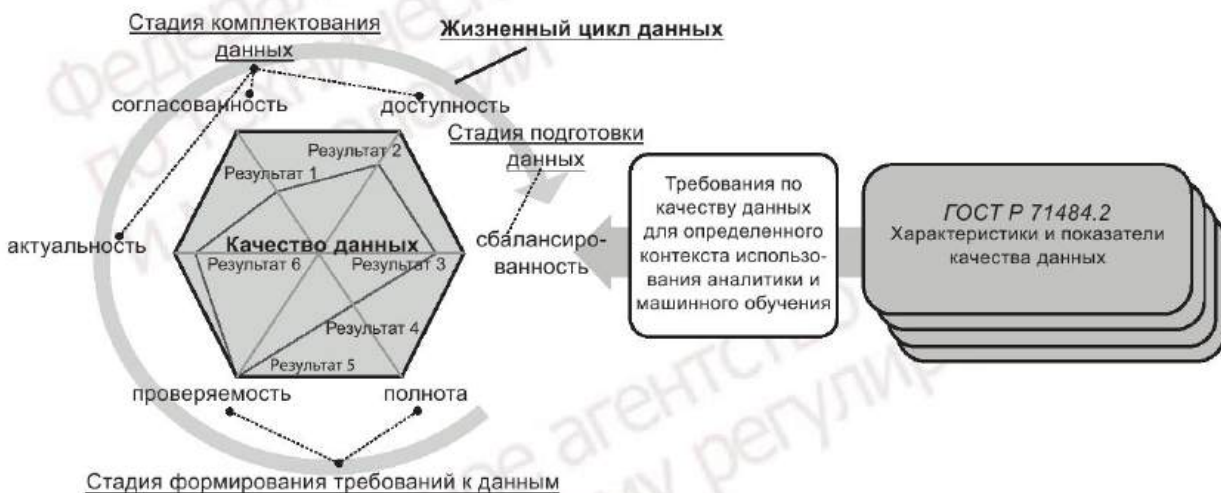 Стадия комплектования
данных
Жизненный цикл данных
согласованность
доступность
Стадия подготовки
данных
Результат 2
Результат 1
актуальность
Качество данных
Результат 6
Результат 3
сбалансиро-
ванность
Результат 4
Результат 5
проверяемость
полнота
Стадия формирования требований к данным
Требования по
качеству данных
для определенного
контекста использо-
вания аналитики и
машинного обучения
ГОСТ Р 71484.2
Характеристики и показатели
качества данных